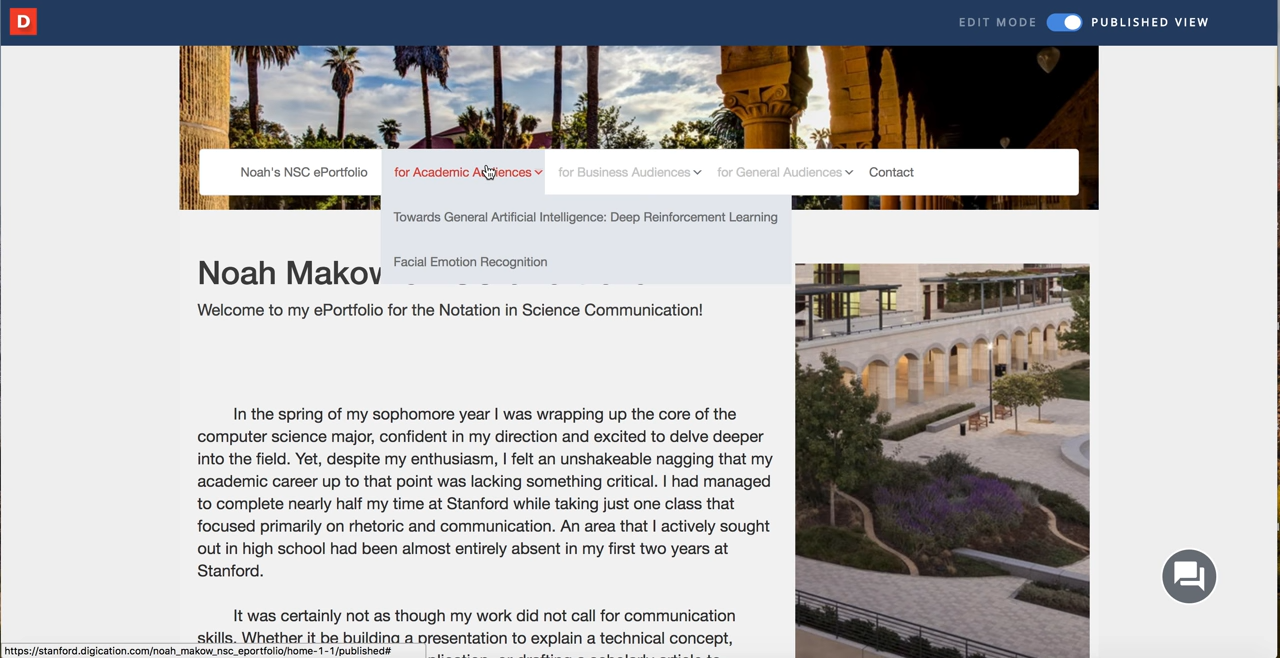 D
EDIT MODE
PUBLISHED VIEW
Noah's NSC ePortfolio
for Academic Audiences
for Business Audiences
for General Audiences
Contact
Towards General Artificial Intelligence: Deep Reinforcement Learning
Facial Emotion Recognition
Noah Makow
Welcome to my ePortfolio for the Notation in Science Communication!
In the spring of my sophomore year I was wrapping up the core of the
computer science major, confident in my direction and excited to delve deeper
into the field. Yet, despite my enthusiasm, I felt an unshakeable nagging that my
academic career up to that point was lacking something critical. I had managed
to complete nearly half my time at Stanford while taking just one class that
focused primarily on rhetoric and communication. An area that I actively sought
out in high school had been almost entirely absent in my first two years at
Stanford.
It was certainly not as though my work did not call for communication
skills. Whether it be building a presentation to explain a technical concept,
https://stanford.digication.com/noah_makow_nsc_eportfolio/home-1-1/published#